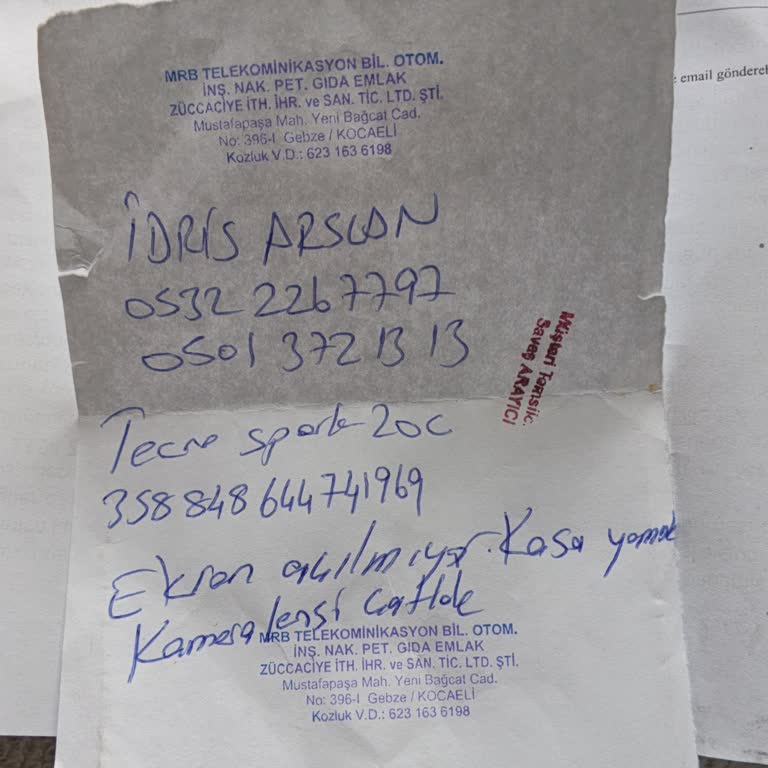 MRB TELEKOMİNİKASYON BİL. OTOM.
İNŞ. NAK. PET. GIDA EMLAK
ZÜCCACİYE İTH. İHR. ve SAN. TİC. LTD. ŞTİ.
Mustafapaşa Mah. Yeni Bağcat Cad.
No: 396-I Gebze / KOCAELİ
Kozluk V.D.: 623 163 6198
email gönderel
İDRİS ARSLAN
0532 226 7797
0501 372 13 13
Müşteri Temsilc.
Savaş ARAYICI
Tecno spark 20c
358 848 644 741969
Ekran açılmıyor. Kasa yamuk
Kamera lensi çatlak
MRB TELEKOMİNİKASYON BİL. OTOM.
İNŞ. NAK. PET. GIDA EMLAK
ZÜCCACİYE İTH. İHR. ve SAN. TİC. LTD. ŞTİ.
Mustafapaşa Mah. Yeni Bağcat Cad.
No: 396-I Gebze / KOCAELİ
Kozluk V.D.: 623 163 6198